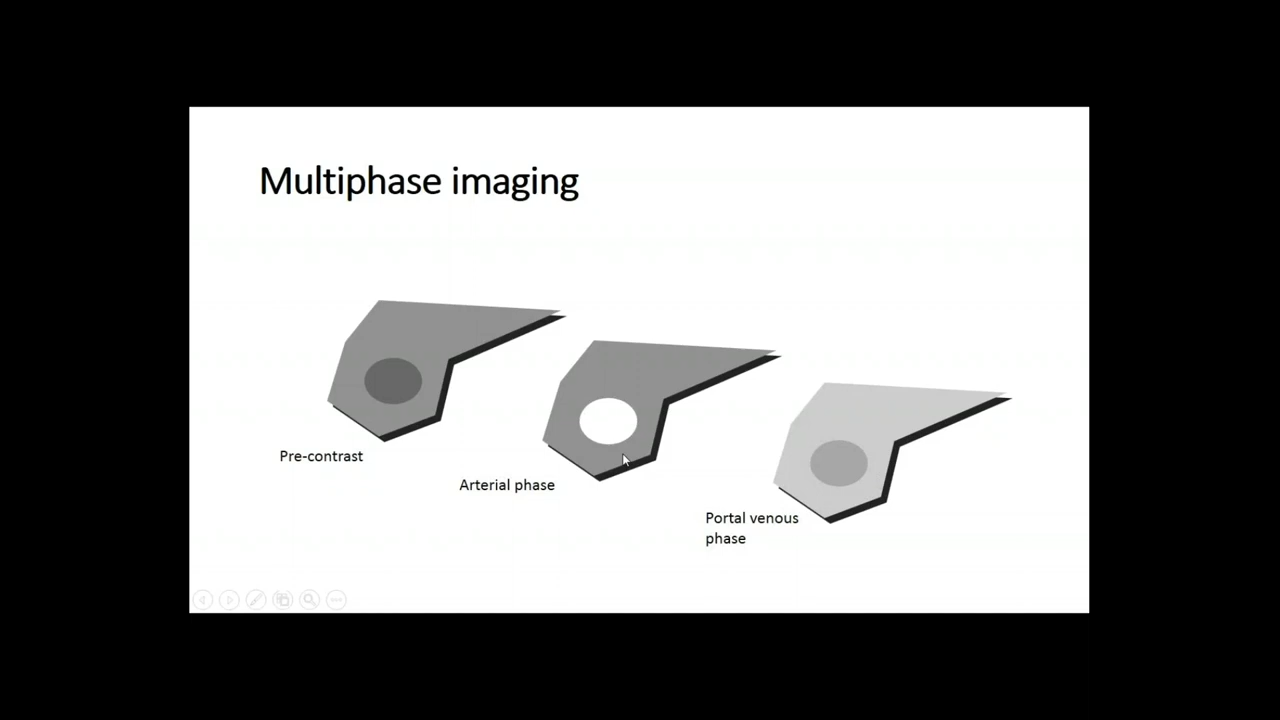 Multiphase imaging
Pre-contrast
Arterial phase
Portal venous
phase